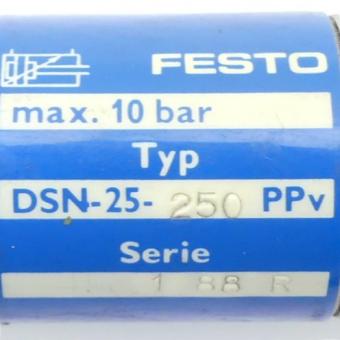 FESTO
max. 10 bar
Typ
DSN-25- 250 PPv
Serie
1 88 R